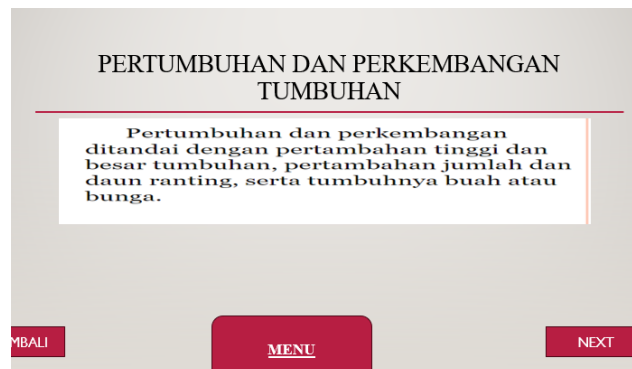 PERTUMBUHAN DAN PERKEMBANGAN
TUMBUHAN
Pertumbuhan dan perkembangan
ditandai dengan pertambahan tinggi dan
besar tumbuhan, pertambahan jumlah dan
daun ranting, serta tumbuhnya buah atau
bunga.
MBALI
MENU
NEXT